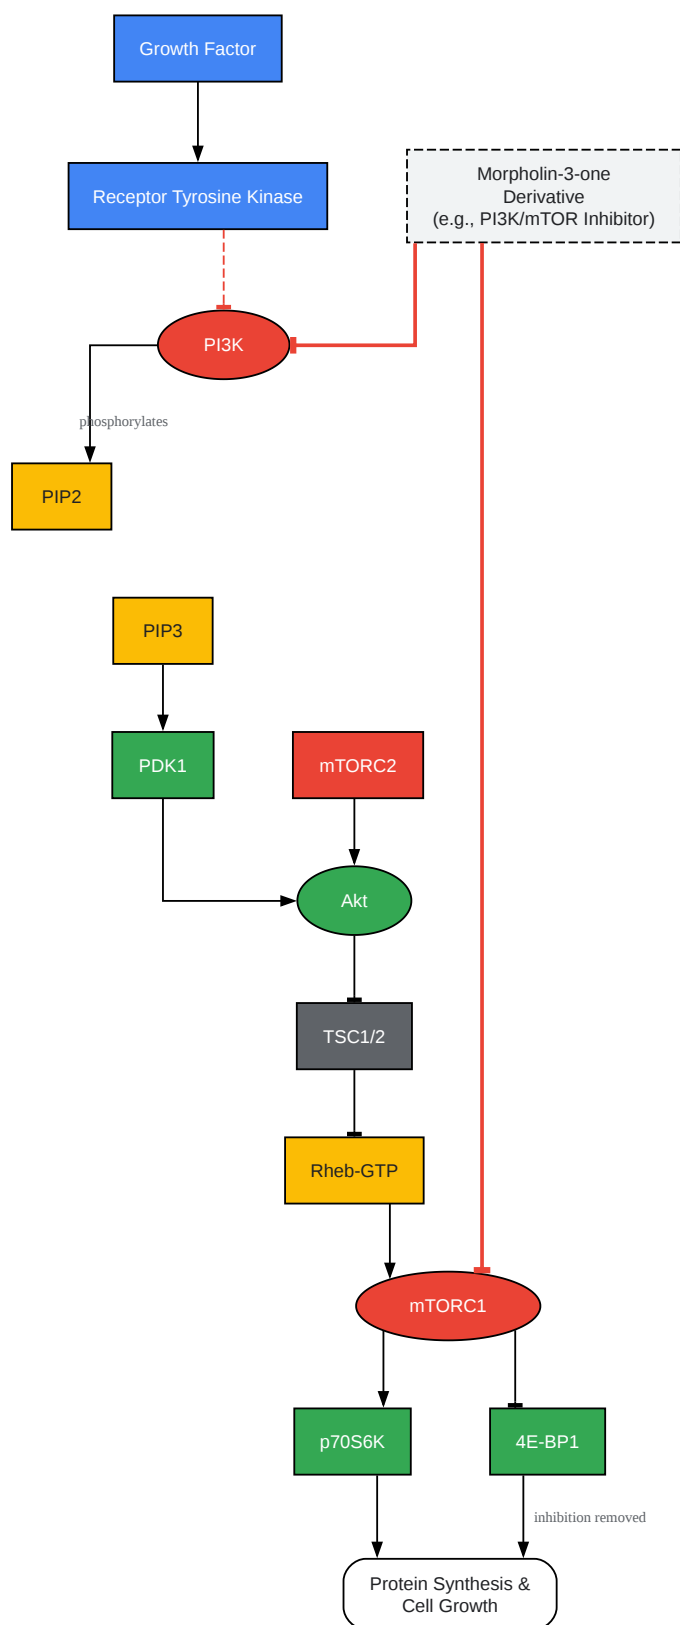 Growth Factor
Receptor Tyrosine Kinase
Morpholin-3-one
Derivative
(e.g., PI3K/mTOR Inhibitor)
PI3K
phosphorylates
PIP2
PIP3
PDK1
mTORC2
Akt
TSC1/2
Rheb-GTP
mTORC1
p70S6K
4E-BP1
inhibition removed
Protein Synthesis &
Cell Growth